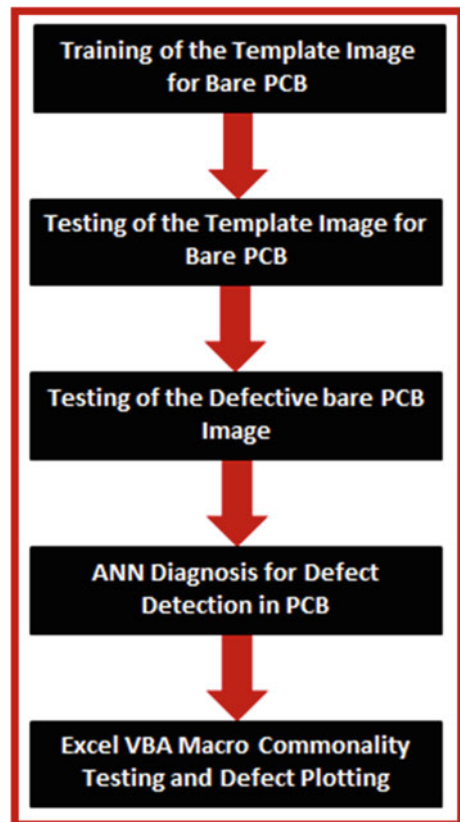 Training of the Template Image
for Bare PCB
Testing of the Template Image for
Bare PCB
Testing of the Defective bare PCB
Image
ANN Diagnosis for Defect
Detection in PCB
Excel VBA Macro Commonality
Testing and Defect Plotting